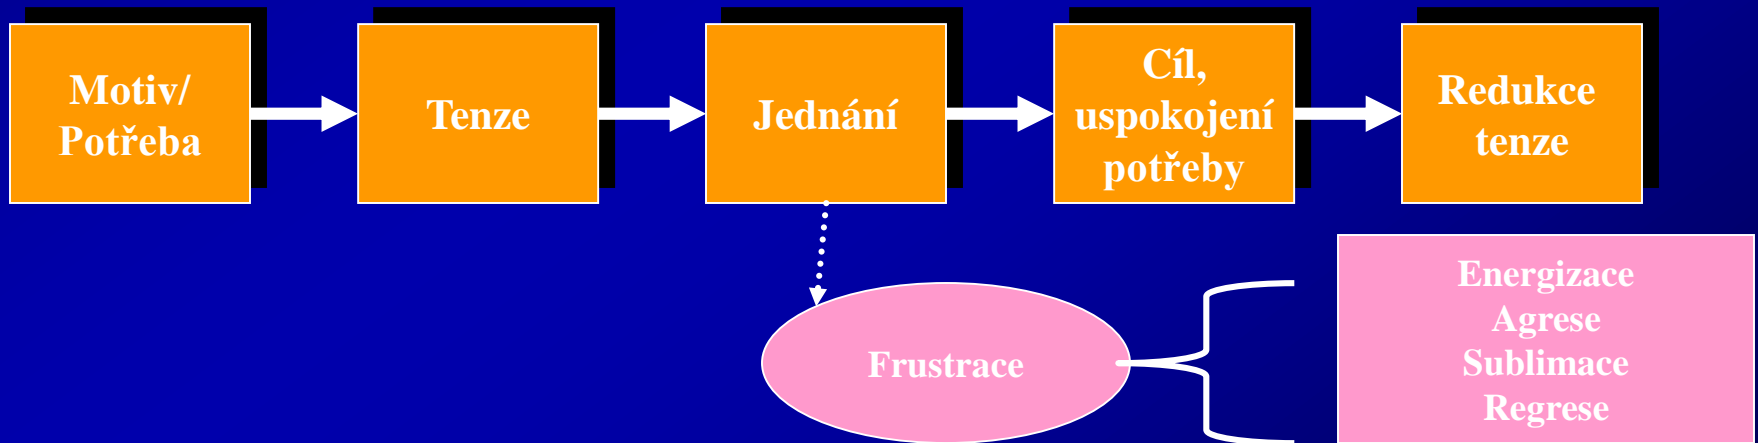 Motiv/
Potřeba
Tenze
Jednání
Cíl,
uspokojení
potřeby
Redukce
tenze
Frustrace
Energizace
Agrese
Sublimace
Regrese